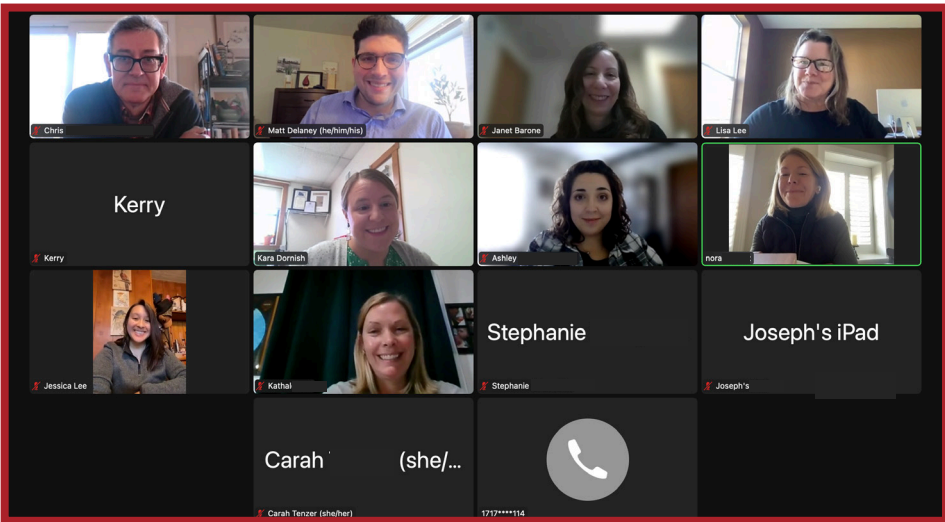 Chris
Matt Delaney (he/him/his)
Janet Barone
Lisa Lee
Kerry
Kerry
Kara Dornish
Ashley
nora
Jessica Lee
Kathal
Stephanie
Stephanie
Joseph's iPad
Joseph's
Carah (she/...
Carah Tenzer (she/her)
1717****114